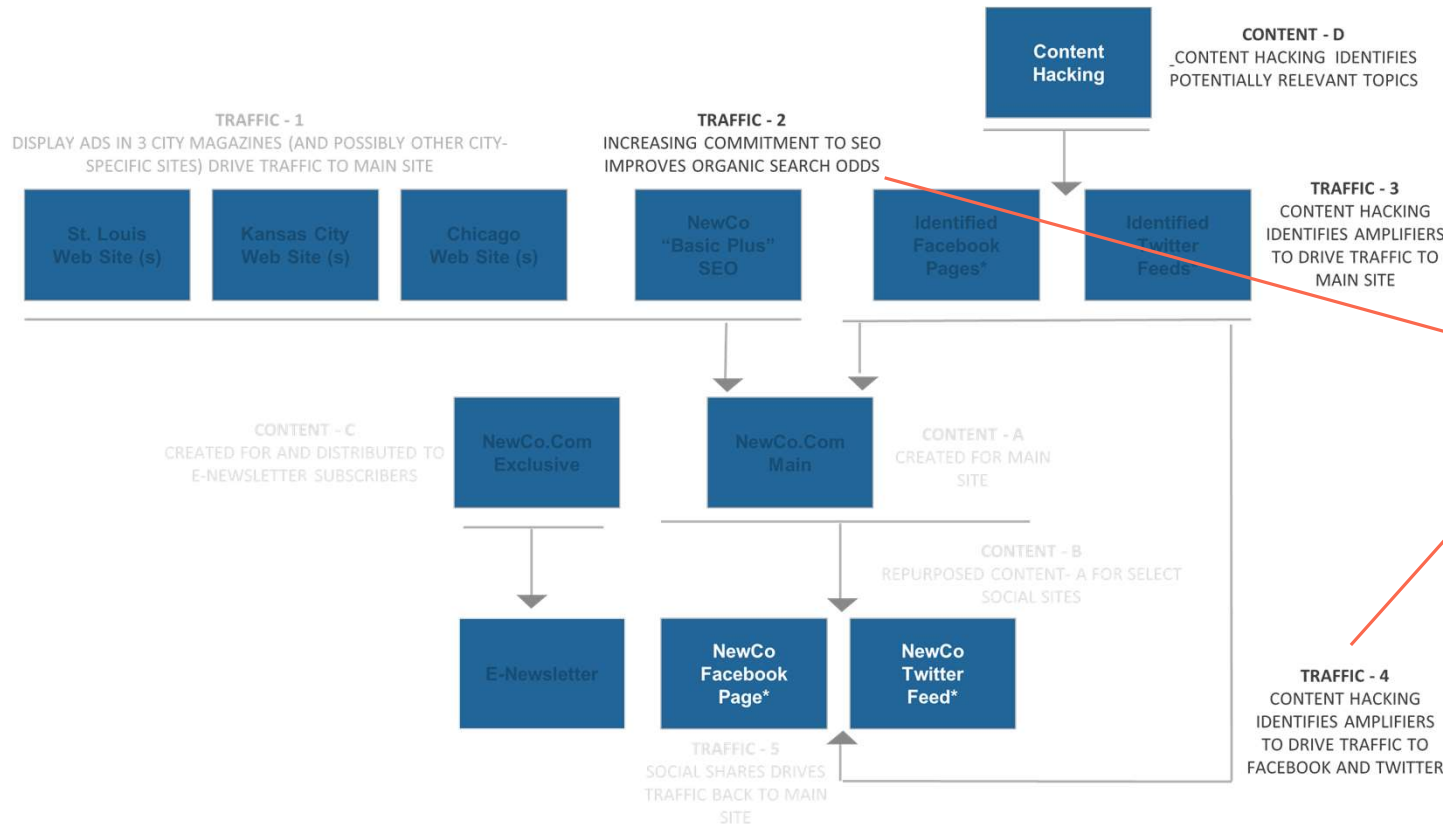 Content
Hacking
CONTENT - D
_CONTENT HACKING IDENTIFIES
POTENTIALLY RELEVANT TOPICS
TRAFFIC - 1
DISPLAY ADS IN 3 CITY MAGAZINES (AND POSSIBLY OTHER CITY-
SPECIFIC SITES) DRIVE TRAFFIC TO MAIN SITE
TRAFFIC - 2
INCREASING COMMITMENT TO SEO
IMPROVES ORGANIC SEARCH ODDS
St. Louis
Web Site (s)
Kansas City
Web Site (s)
Chicago
Web Site (s)
NewCo
“Basic Plus”
SEO
Identified
Facebook
Pages*
Identified
Twitter
Feeds*
TRAFFIC - 3
CONTENT HACKING
IDENTIFIES AMPLIFIERS
TO DRIVE TRAFFIC TO
MAIN SITE
CONTENT - C
CREATED FOR AND DISTRIBUTED TO
E-NEWSLETTER SUBSCRIBERS
NewCo.Com
Exclusive
NewCo.Com
Main
CONTENT - A
CREATED FOR MAIN
SITE
CONTENT - B
REPURPOSED CONTENT- A FOR SELECT
SOCIAL SITES
E-Newsletter
NewCo
Facebook
Page*
NewCo
Twitter
Feed*
TRAFFIC - 5
SOCIAL SHARES DRIVES
TRAFFIC BACK TO MAIN
SITE
TRAFFIC - 4
CONTENT HACKING
IDENTIFIES AMPLIFIERS
TO DRIVE TRAFFIC TO
FACEBOOK AND TWITTER